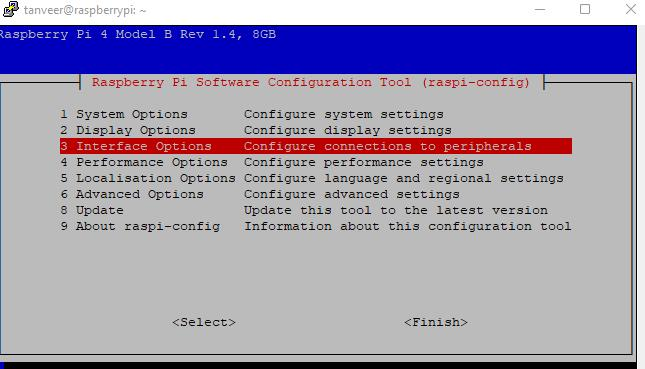 tanveer@raspberrypi: ~
Raspberry Pi 4 Model B Rev 1.4, 8GB
Raspberry Pi Software Configuration Tool (raspi-config)
1 System Options Configure system settings
2 Display Options Configure display settings
3 Interface Options Configure connections to peripherals
4 Performance Options Configure performance settings
5 Localisation Options Configure language and regional settings
6 Advanced Options Configure advanced settings
8 Update Update this tool to the latest version
9 About raspi-config Information about this configuration tool
<Select> <Finish>